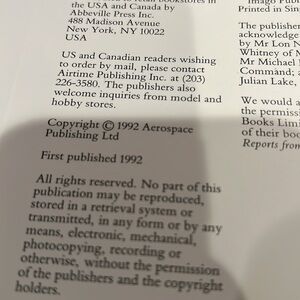 the USA and Canada by
Abbeville Press Inc.
488 Madison Avenue
New York, NY 10022
USA
US and Canadian readers wishing
to order by mail, please contact
Airtime Publishing Inc. at (203)
226-3580. The publishers also
welcome inquiries from model and
hobby stores.
Copyright © 1992 Aerospace
Publishing Ltd
First published 1992
All rights reserved. No part of this
publication may be reproduced,
stored in a retrieval system or
transmitted, in any form or by any
means, electronic, mechanical,
photocopying, recording or
otherwise, without the permission
of the publishers and the copyright
holders.
Imago Publ
Printed in Sin
The publisher
acknowledge
by Mr Lon N
Whitney of M
Mr Michael
Command; a
Julian Lake,
We would a
the permiss
Books Limi
of their boo
Reports from